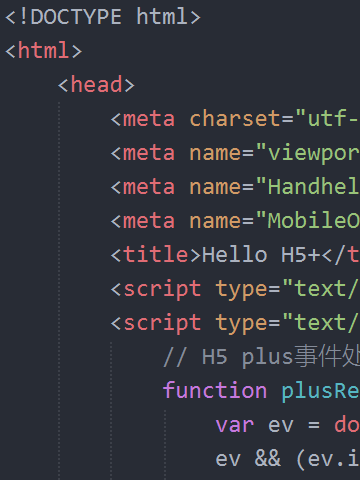 <!DOCTYPE html>
<html>
<head>
<meta charset="utf-
<meta name="viewpor
<meta name="Handhel
<meta name="MobileO
<title>Hello H5+</t
<script type="text/
<script type="text/
// H5 plus事件处
function plusRe
var ev = do
ev && (ev.i